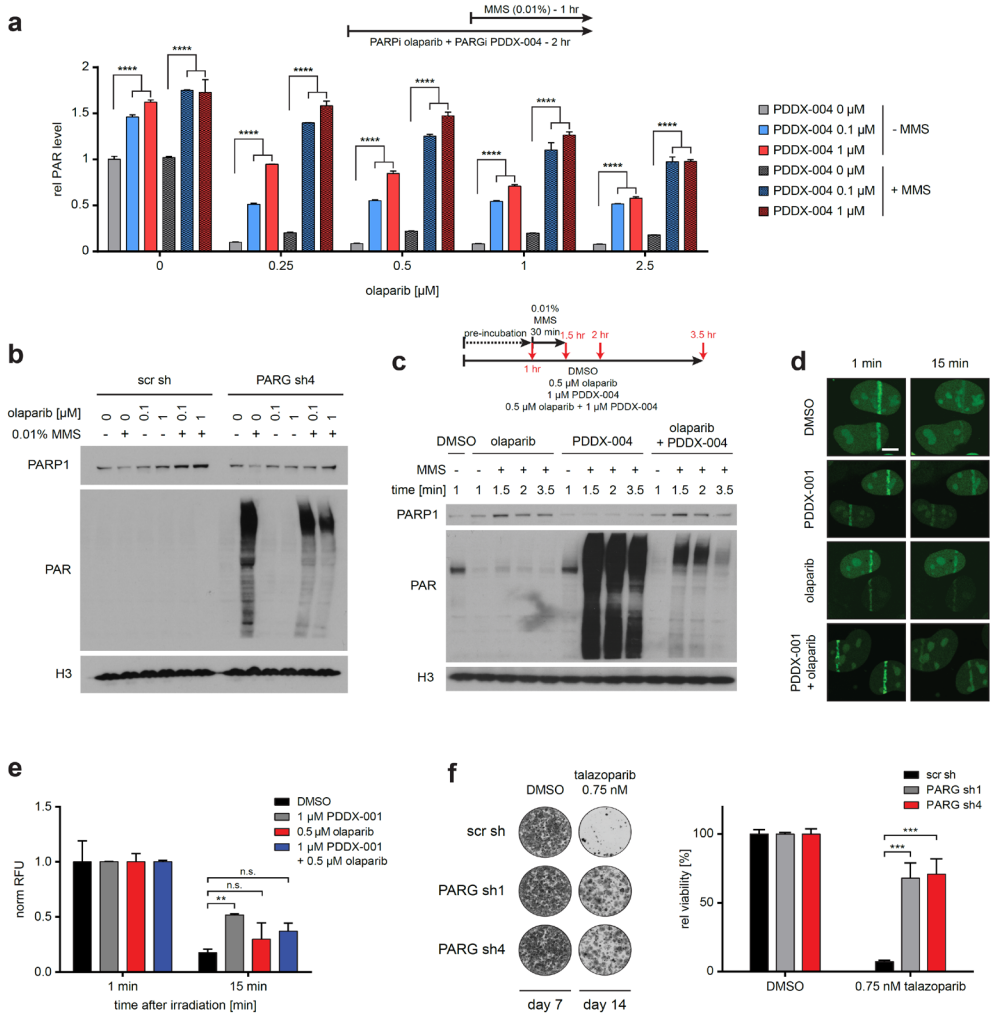 a
MMS (0.01%) - 1 hr
PARPi olaparib + PARGi PDDX-004 - 2 hr
rel PAR level
2.0
1.5
1.0
0.5
0
**** **** **** **** **** **** **** **** **** ****
0 0.25 0.5 1 2.5
olaparib [µM]
PDDX-004 0 µM
PDDX-004 0.1 µM
PDDX-004 1 µM
- MMS
PDDX-004 0 µM
PDDX-004 0.1 µM
PDDX-004 1 µM
+ MMS
b
scr sh PARG sh4
olaparib [µM] 0 0 0.1 1 0.1 1 0 0 0.1 1 0.1 1
0.01% MMS - + - - + + - + - - + +
PARP1
PAR
H3
c
0.01%
MMS
pre-incubation 30 min
1.5 hr 2 hr 3.5 hr
1 hr
DMSO
0.5 µM olaparib
1 µM PDDX-004
0.5 µM olaparib + 1 µM PDDX-004
olaparib
DMSO olaparib PDDX-004 + PDDX-004
MMS - - + + + - + + + - + + +
time [min] 1 1 1.5 2 3.5 1 1.5 2 3.5 1 1.5 2 3.5
PARP1
PAR
H3
d
1 min 15 min
DMSO
PDDX-001
olaparib
PDDX-001
+ olaparib
e
norm RFU
1.5
1.0
0.5
0.0
DMSO
1 µM PDDX-001
0.5 µM olaparib
1 µM PDDX-001
+ 0.5 µM olaparib
n.s.
n.s.
**
1 min 15 min
time after irradiation [min]
f
talazoparib
DMSO 0.75 nM
scr sh
PARG sh1
PARG sh4
day 7 day 14
scr sh
PARG sh1
PARG sh4
rel viability [%]
100
50
0
***
***
DMSO 0.75 nM talazoparib